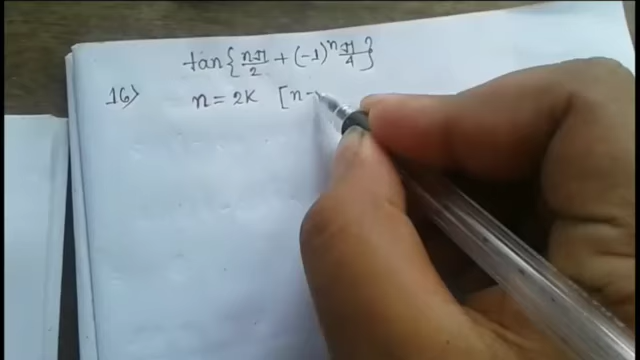 tan{nπ/2 + (-1)^n π/4}
16) n = 2K [n -